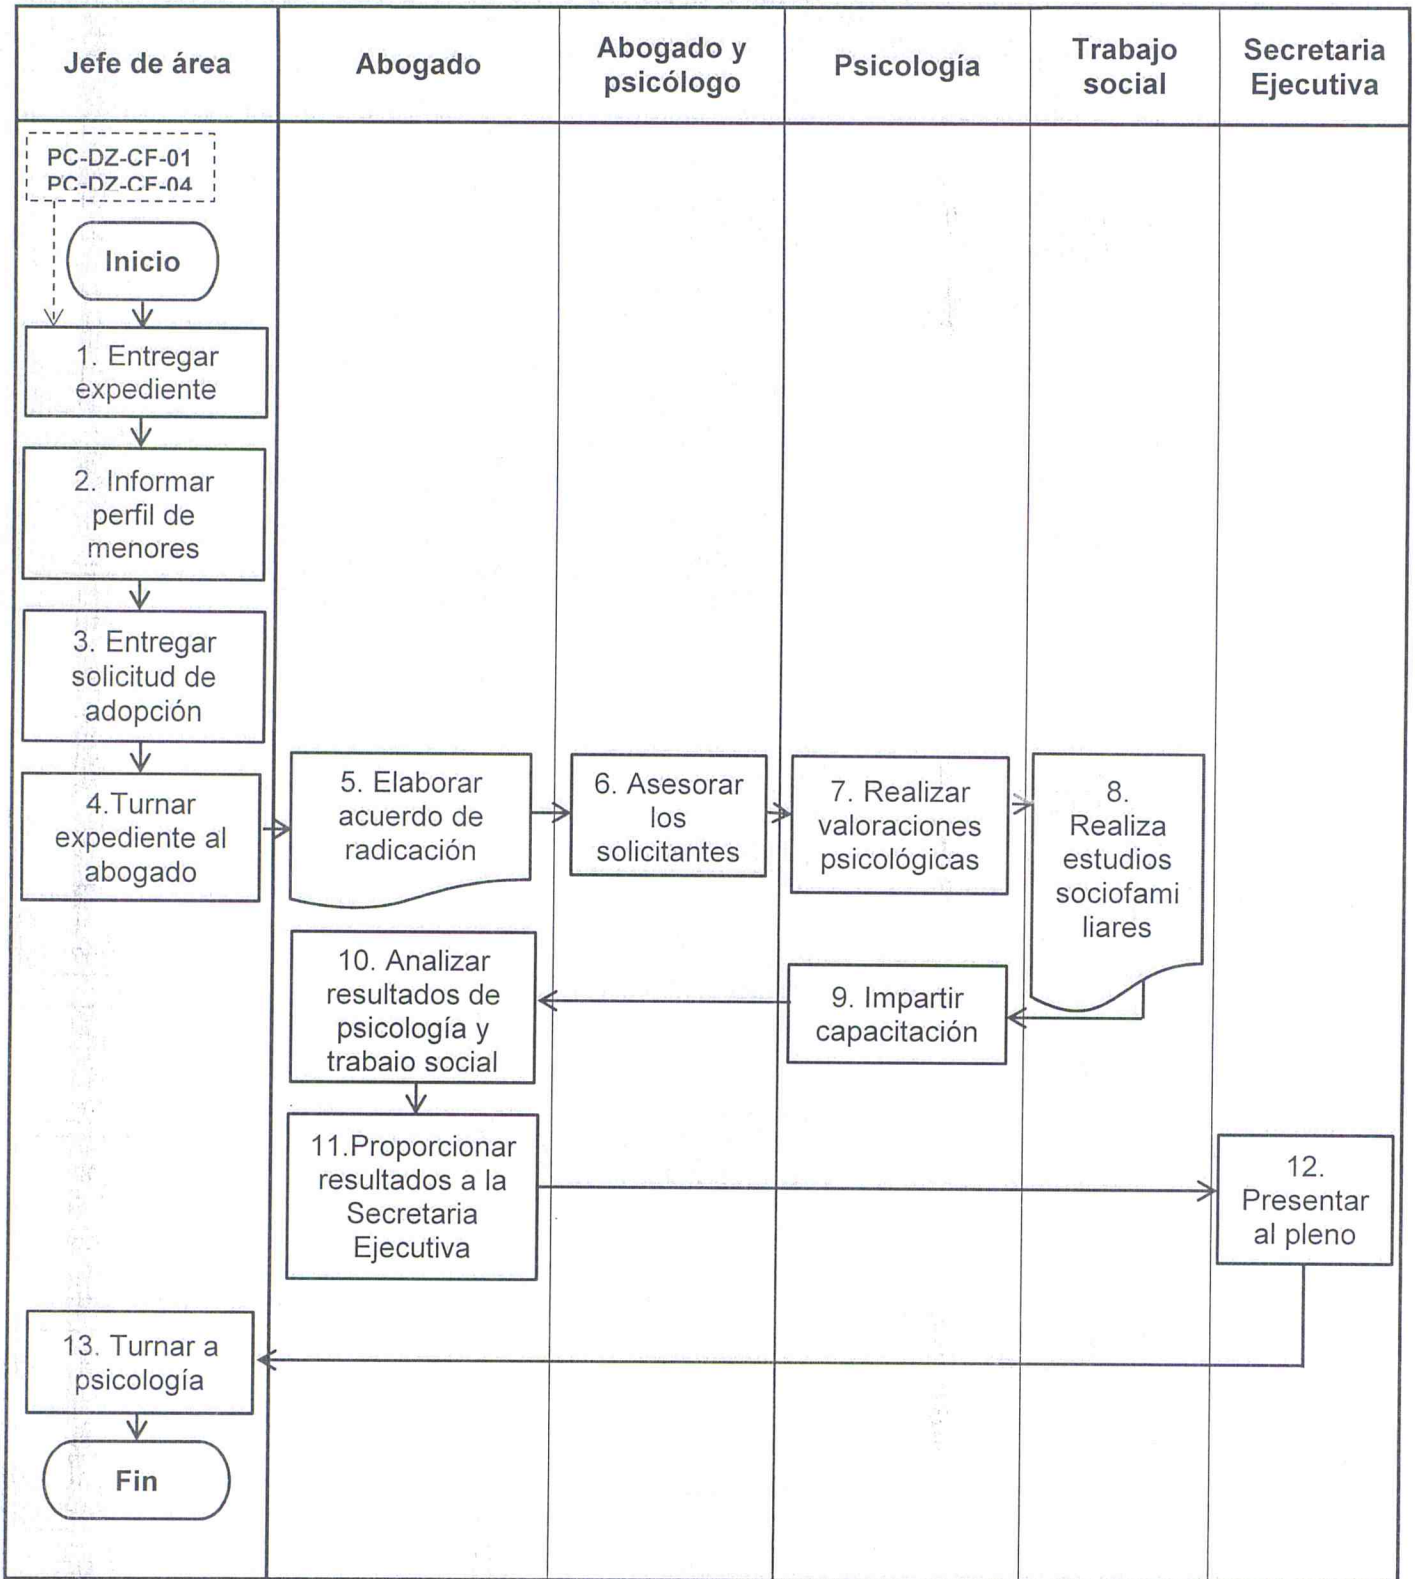 Jefe de área
Abogado
Abogado y
psicólogo
Psicología
Trabajo
social
Secretaria
Ejecutiva
PC-DZ-CF-01
PC-DZ-CF-04
Inicio
1. Entregar
expediente
2. Informar
perfil de
menores
3. Entregar
solicitud de
adopción
4.Turnar
expediente al
abogado
5. Elaborar
acuerdo de
radicación
6. Asesorar
los
solicitantes
7. Realizar
valoraciones
psicológicas
8.
Realiza
estudios
sociofami
liares
9. Impartir
capacitación
10. Analizar
resultados de
psicología y
trabajo social
11.Proporcionar
resultados a la
Secretaria
Ejecutiva
12.
Presentar
al pleno
13. Turnar a
psicología
Fin